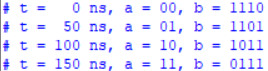 # t =   0 ns, a = 00, b = 1110
# t =  50 ns, a = 01, b = 1101
# t = 100 ns, a = 10, b = 1011
# t = 150 ns, a = 11, b = 0111